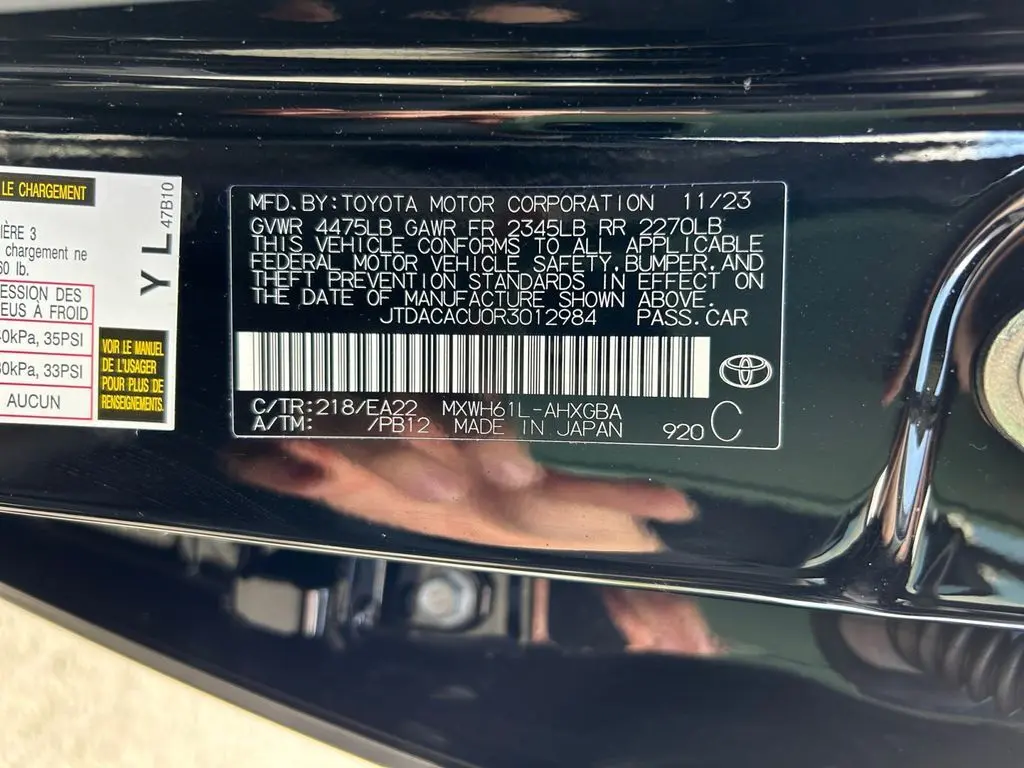 LE CHARGEMENT
IÈRE 3
chargement ne
60 lb.
ESSION DES
EUS À FROID
40kPa, 35PSI
30kPa, 33PSI
AUCUN
YL
47B10
VOIR LE MANUEL
DE L'USAGER
POUR PLUS DE
RENSEIGNEMENTS.
MFD.BY:TOYOTA MOTOR CORPORATION 11/23
GVWR 4475LB GAWR FR 2345LB RR 2270LB
THIS VEHICLE CONFORMS TO ALL APPLICABLE
FEDERAL MOTOR VEHICLE SAFETY,BUMPER,AND
THEFT PREVENTION STANDARDS IN EFFECT ON
THE DATE OF MANUFACTURE SHOWN ABOVE.
JTDACACU0R3012984 PASS.CAR
C/TR:218/EA22 MXWH61L-AHXGBA
A/TM: /PB12 MADE IN JAPAN 920 C